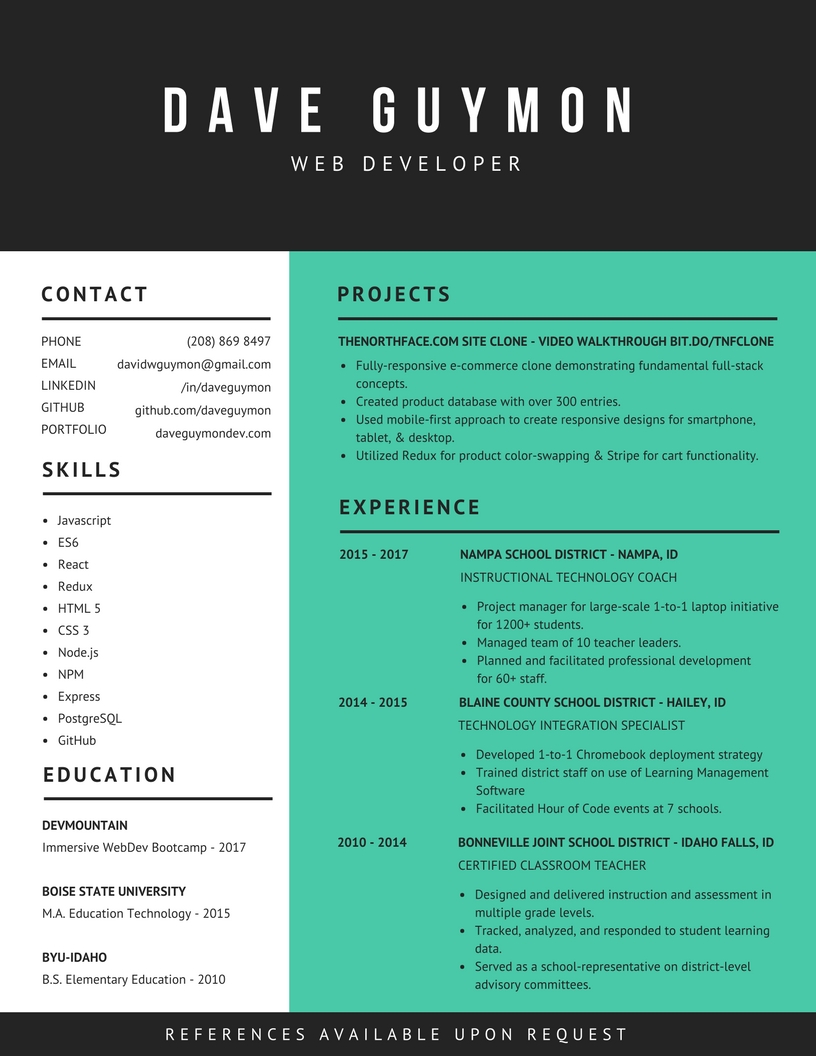 DAVE GUYMON
WEB DEVELOPER
CONTACT
PHONE (208) 869 8497
EMAIL davidwguymon@gmail.com
LINKEDIN /in/daveguymon
GITHUB github.com/daveguymon
PORTFOLIO daveguymondev.com
SKILLS
• Javascript
• ES6
• React
• Redux
• HTML 5
• CSS 3
• Node.js
• NPM
• Express
• PostgreSQL
• GitHub
EDUCATION
DEVMOUNTAIN
Immersive WebDev Bootcamp - 2017
BOISE STATE UNIVERSITY
M.A. Education Technology - 2015
BYU-IDAHO
B.S. Elementary Education - 2010
PROJECTS
THENORTHFACE.COM SITE CLONE - VIDEO WALKTHROUGH BIT.DO/TNFCLONE
• Fully-responsive e-commerce clone demonstrating fundamental full-stack
concepts.
• Created product database with over 300 entries.
• Used mobile-first approach to create responsive designs for smartphone,
tablet, & desktop.
• Utilized Redux for product color-swapping & Stripe for cart functionality.
EXPERIENCE
2015 - 2017 NAMPA SCHOOL DISTRICT - NAMPA, ID
INSTRUCTIONAL TECHNOLOGY COACH
• Project manager for large-scale 1-to-1 laptop initiative
for 1200+ students.
• Managed team of 10 teacher leaders.
• Planned and facilitated professional development
for 60+ staff.
2014 - 2015 BLAINE COUNTY SCHOOL DISTRICT - HAILEY, ID
TECHNOLOGY INTEGRATION SPECIALIST
• Developed 1-to-1 Chromebook deployment strategy
• Trained district staff on use of Learning Management
Software
• Facilitated Hour of Code events at 7 schools.
2010 - 2014 BONNEVILLE JOINT SCHOOL DISTRICT - IDAHO FALLS, ID
CERTIFIED CLASSROOM TEACHER
• Designed and delivered instruction and assessment in
multiple grade levels.
• Tracked, analyzed, and responded to student learning
data.
• Served as a school-representative on district-level
advisory committees.
REFERENCES AVAILABLE UPON REQUEST